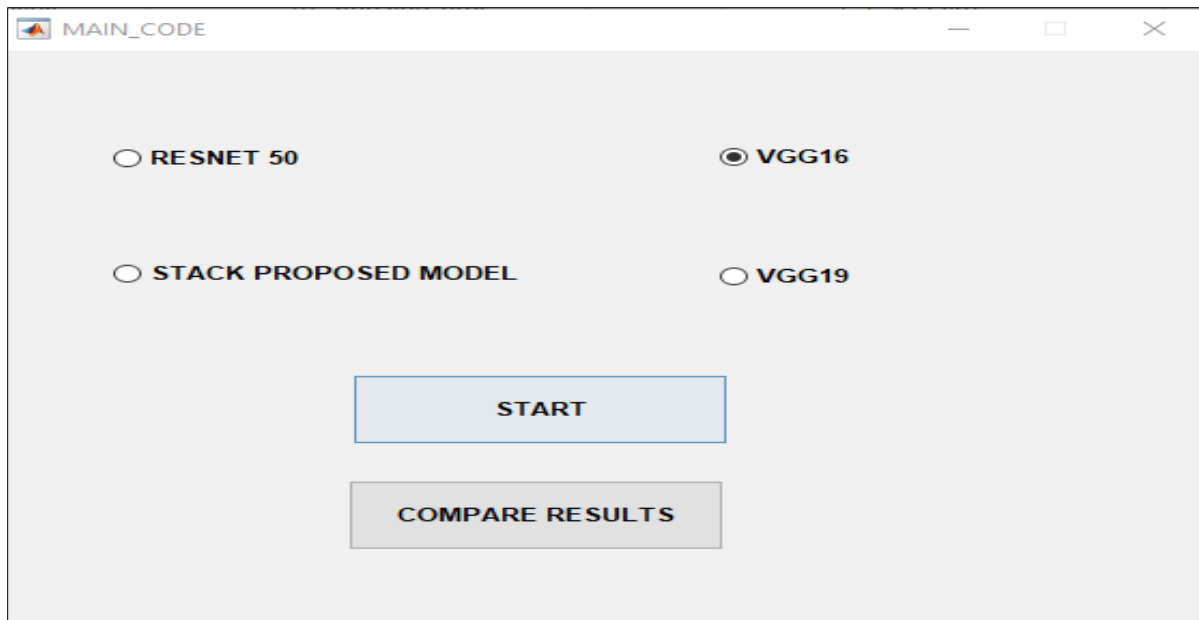 MAIN_CODE
RESNET 50
VGG16
STACK PROPOSED MODEL
VGG19
START
COMPARE RESULTS